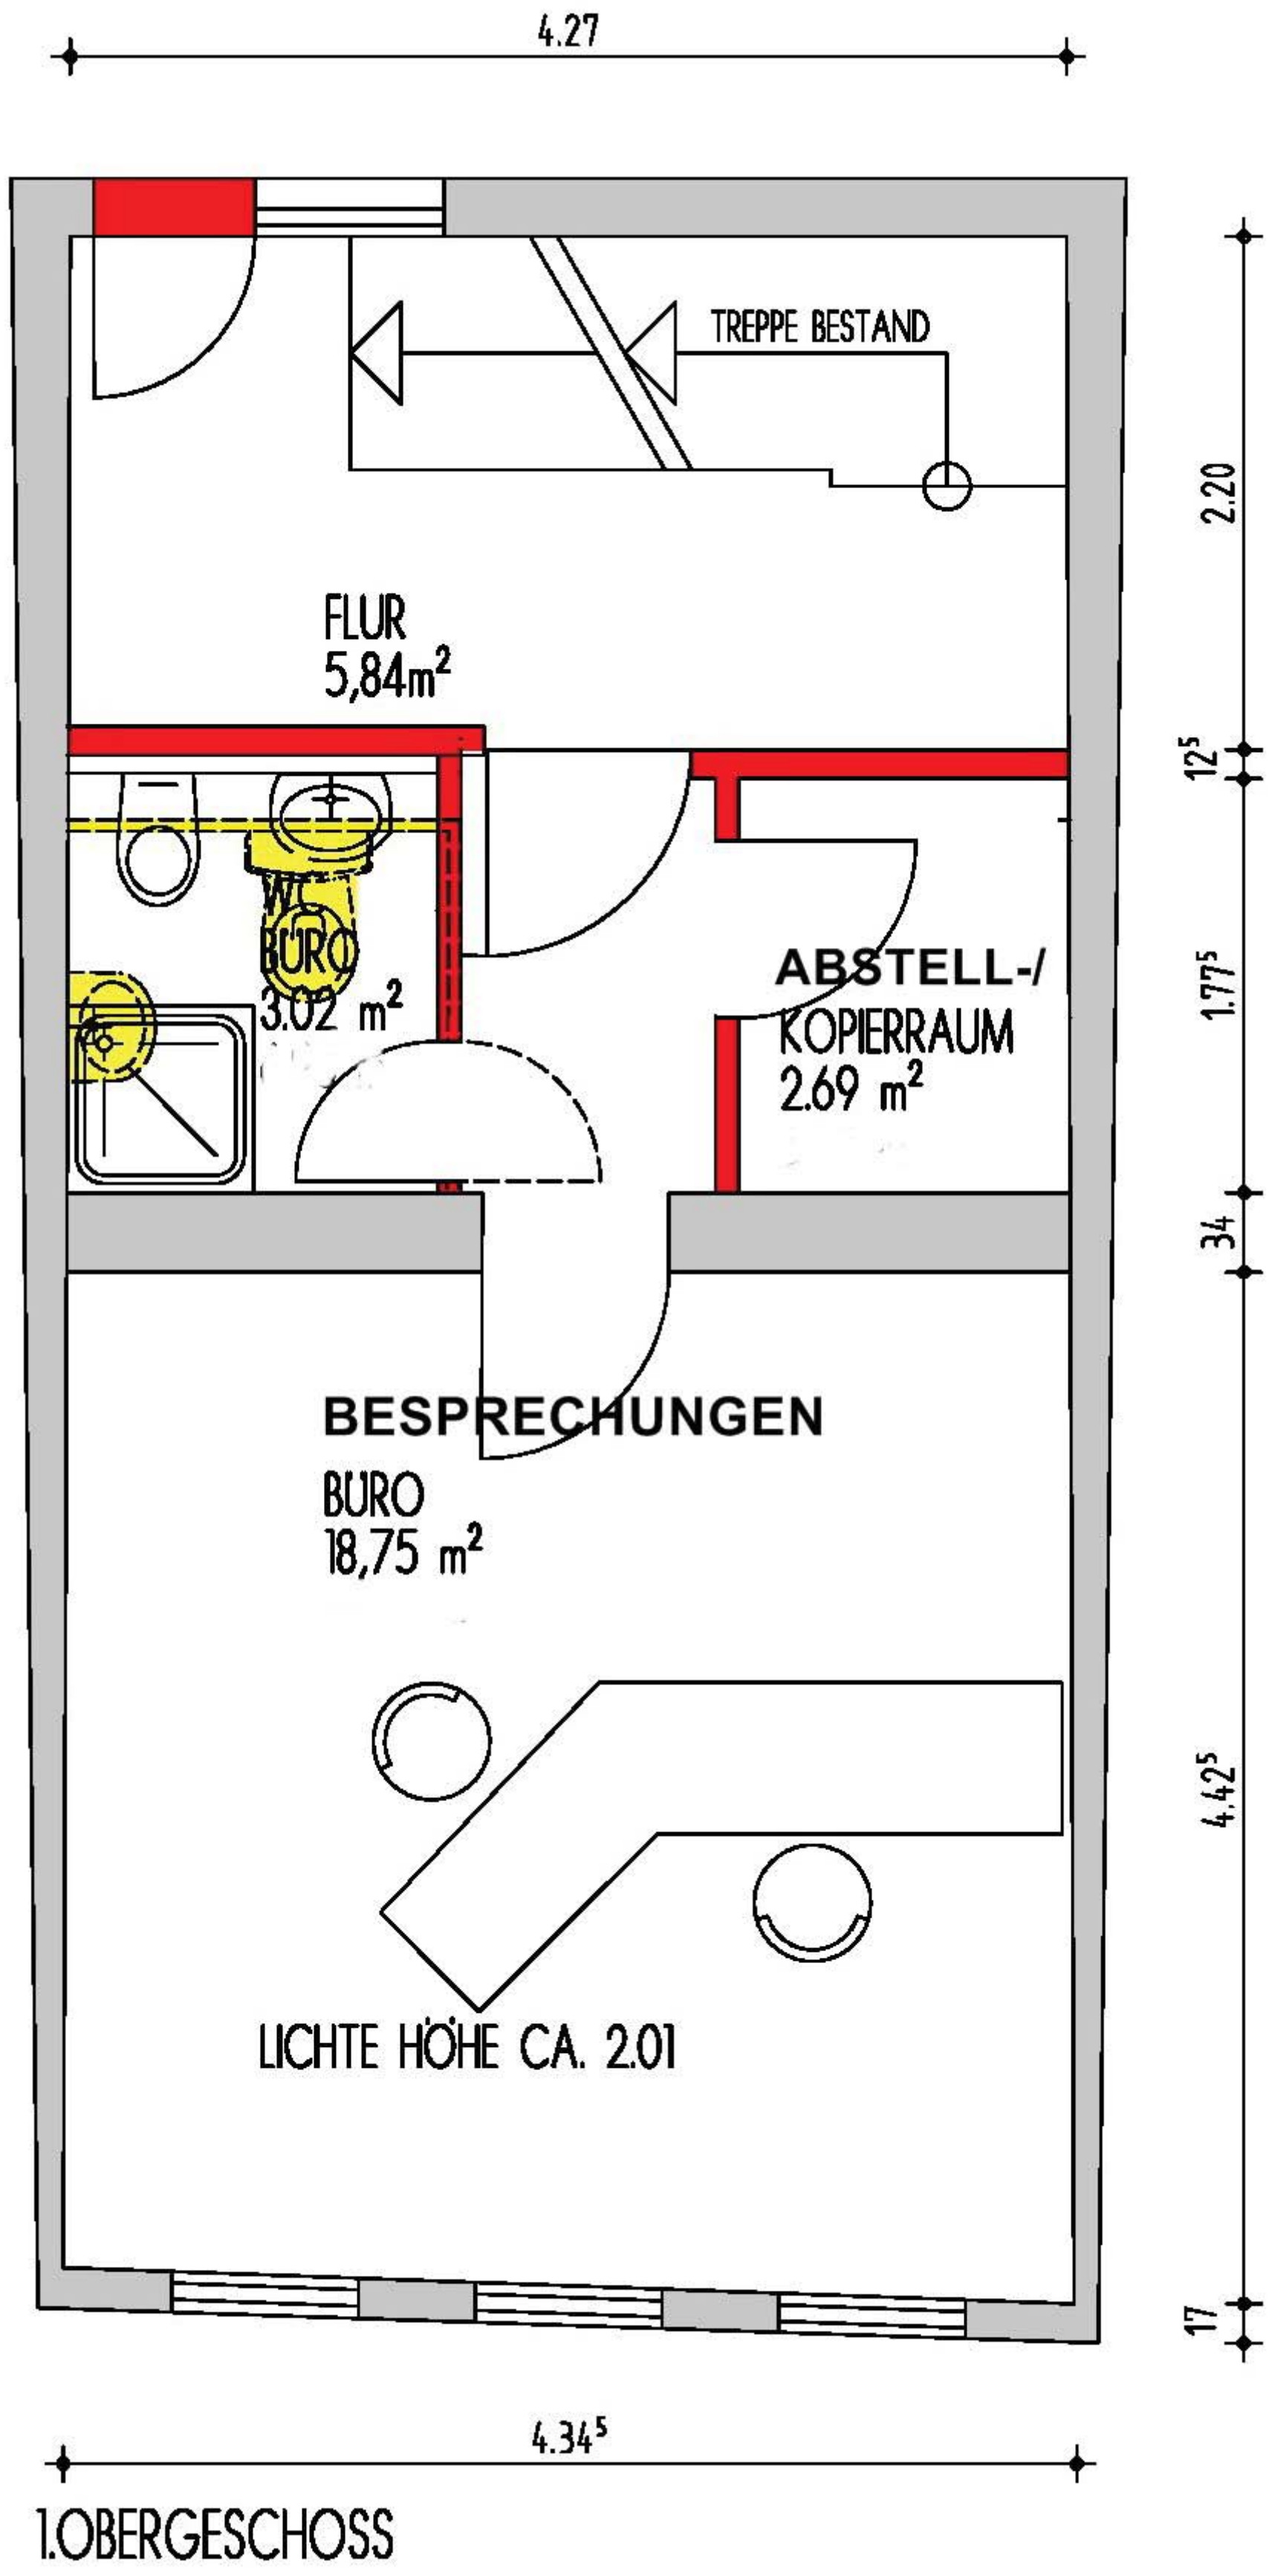 4.27
TREPPE BESTAND
2.20
FLUR
5,84m²
12⁵
BÜRO
3.02 m²
ABSTELL-/
KOPIERRAUM
2.69 m²
1.77⁵
34
BESPRECHUNGEN
BÜRO
18,75 m²
4.42⁵
LICHTE HÖHE CA. 2.01
17
4.34⁵
1.OBERGESCHOSS